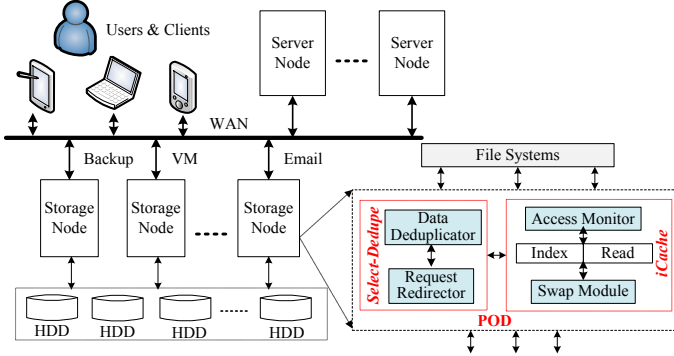 Users & Clients
Server
Node
Server
Node
WAN
Backup
VM
Email
File Systems
Storage
Node
Storage
Node
Storage
Node
Select-Dedupe
Data
Deduplicator
Request
Redirector
Access Monitor
Index
Read
Swap Module
iCache
POD
HDD
HDD
HDD
HDD